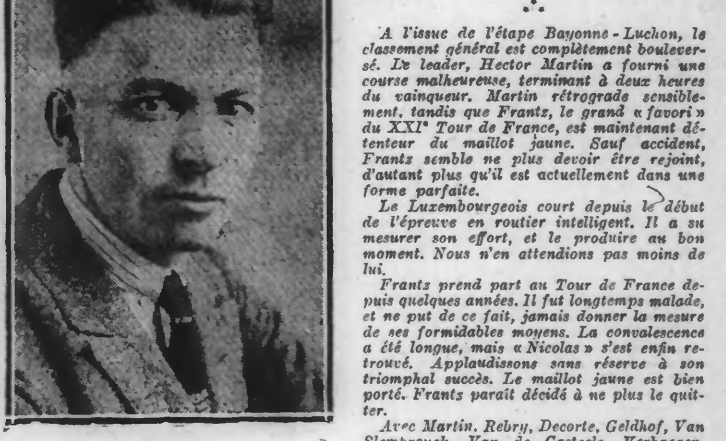 A l'issue de l'étape Bayonne-Luchon, le
classement général est complètement boulever-
sé. Le leader, Hector Martin a fourni une
course malheureuse, terminant à deux heures
du vainqueur. Martin rétrograde sensible-
ment, tandis que Frantz, le grand « favori »
du XXIe Tour de France, est maintenant dé-
tenteur du maillot jaune. Sauf accident,
Frantz semble ne plus devoir être rejoint,
d'autant plus qu'il est actuellement dans une
forme parfaite.
Le Luxembourgeois court depuis le début
de l'épreuve en routier intelligent. Il a su
mesurer son effort, et le produire au bon
moment. Nous n'en attendions pas moins de
lui.
Frantz prend part au Tour de France de-
puis quelques années. Il fut longtemps malade,
et ne put de ce fait, jamais donner la mesure
de ses formidables moyens. La convalescence
a été longue, mais « Nicolas » s'est enfin re-
trouvé. Applaudissons sans réserve à son
triomphal succès. Le maillot jaune est bien
porté. Frantz paraît décidé à ne plus le quit-
ter.
Avec Martin, Rebry, Decorte, Geldhof, Van